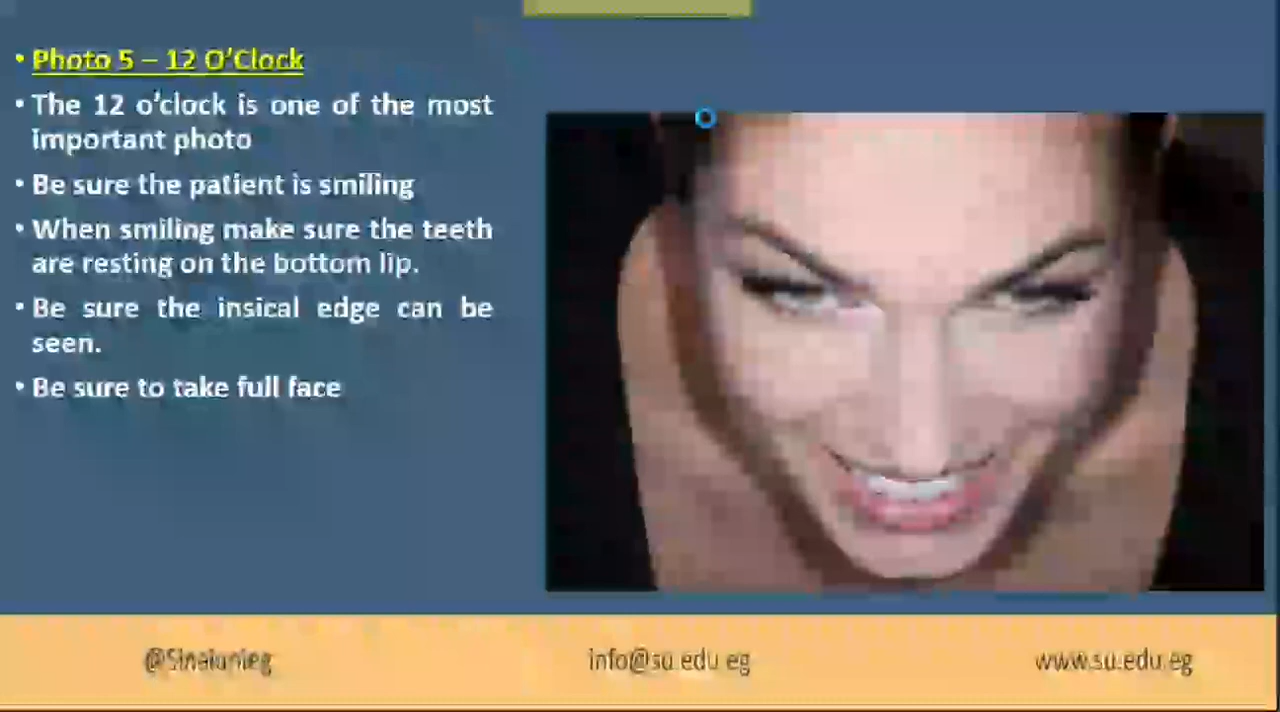 • Photo 5 – 12 O'Clock
• The 12 o'clock is one of the most
important photo
• Be sure the patient is smiling
• When smiling make sure the teeth
are resting on the bottom lip.
• Be sure the insical edge can be
seen.
• Be sure to take full face
@Sinaiunieg
info@su.edu.eg
www.su.edu.eg